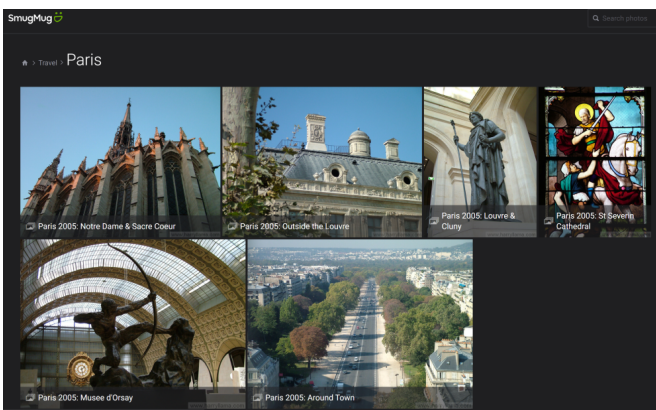 SmugMug
Search photos
> Travel > Paris
Paris 2005: Notre Dame & Sacre Coeur
Paris 2005: Outside the Louvre
Paris 2005: Louvre &
Cluny
Paris 2005: St Severin
Cathedral
Paris 2005: Musee d'Orsay
Paris 2005: Around Town